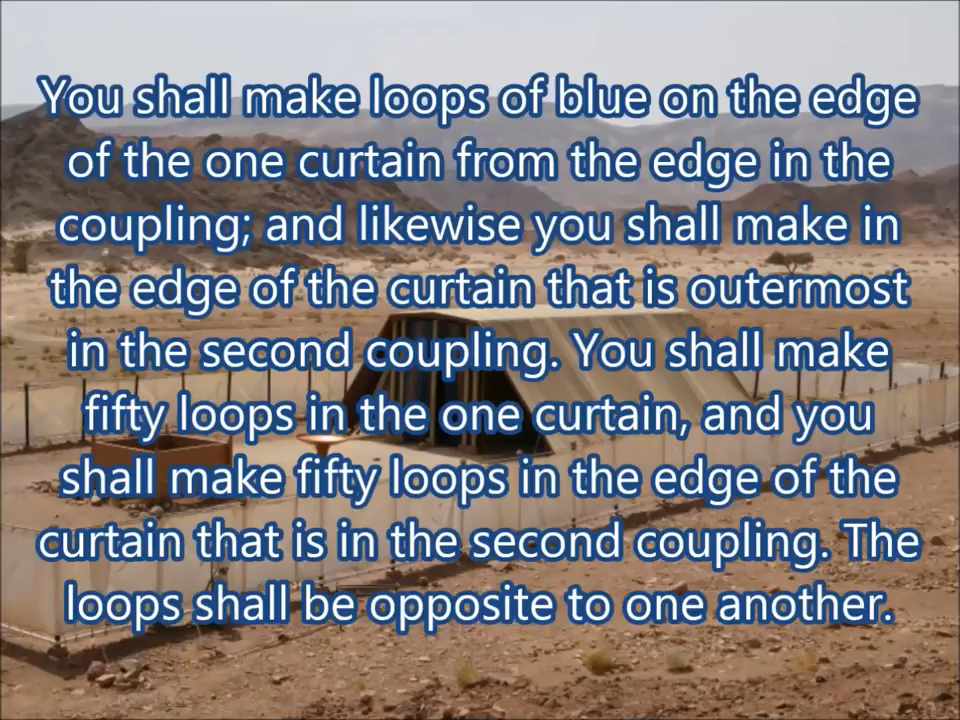 You shall make loops of blue on the edge
of the one curtain from the edge in the
coupling; and likewise you shall make in
the edge of the curtain that is outermost
in the second coupling. You shall make
fifty loops in the one curtain, and you
shall make fifty loops in the edge of the
curtain that is in the second coupling. The
loops shall be opposite to one another.